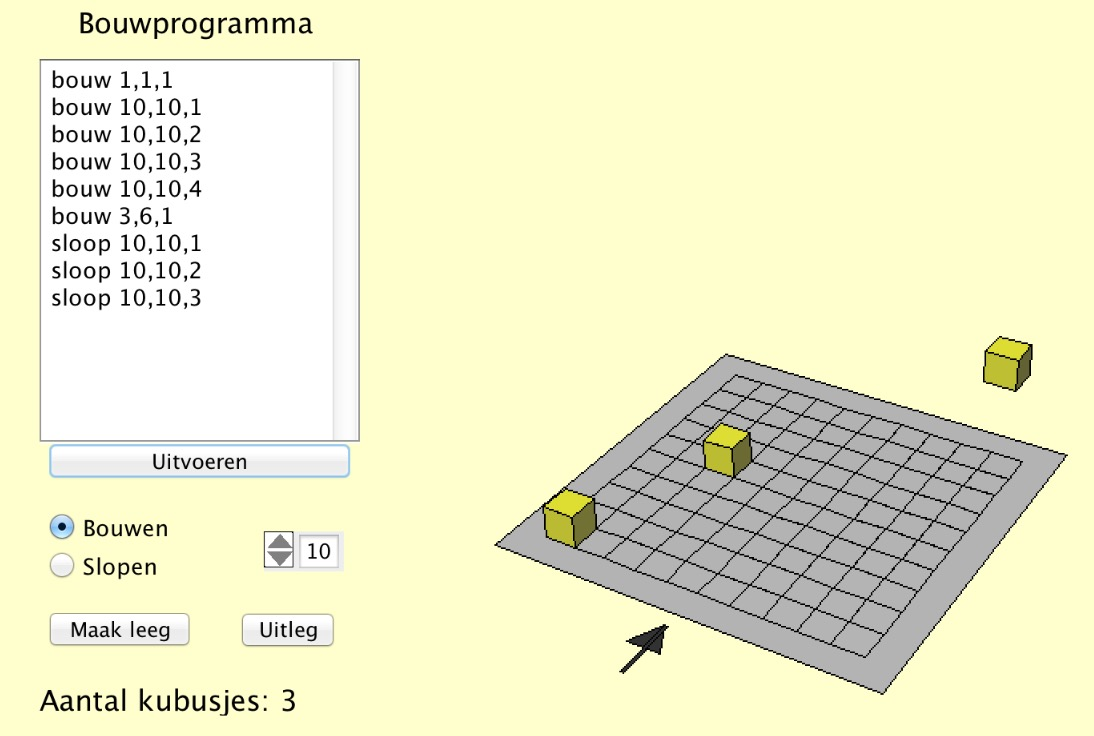 Bouwprogramma
bouw 1,1,1
bouw 10,10,1
bouw 10,10,2
bouw 10,10,3
bouw 10,10,4
bouw 3,6,1
sloop 10,10,1
sloop 10,10,2
sloop 10,10,3
Uitvoeren
Bouwen
10
Slopen
Maak leeg
Uitleg
Aantal kubusjes: 3